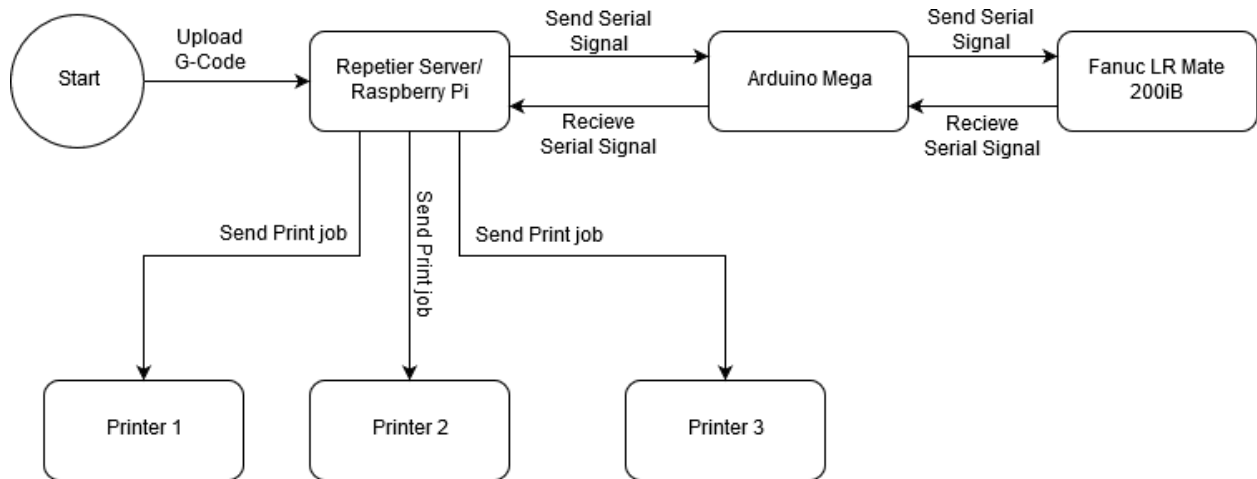 Start
Upload
G-Code
Repetier Server/
Raspberry Pi
Send Serial
Signal
Recieve
Serial Signal
Arduino Mega
Send Serial
Signal
Recieve
Serial Signal
Fanuc LR Mate
200iB
Send Print job
Send Print job
Send Print job
Printer 1
Printer 2
Printer 3